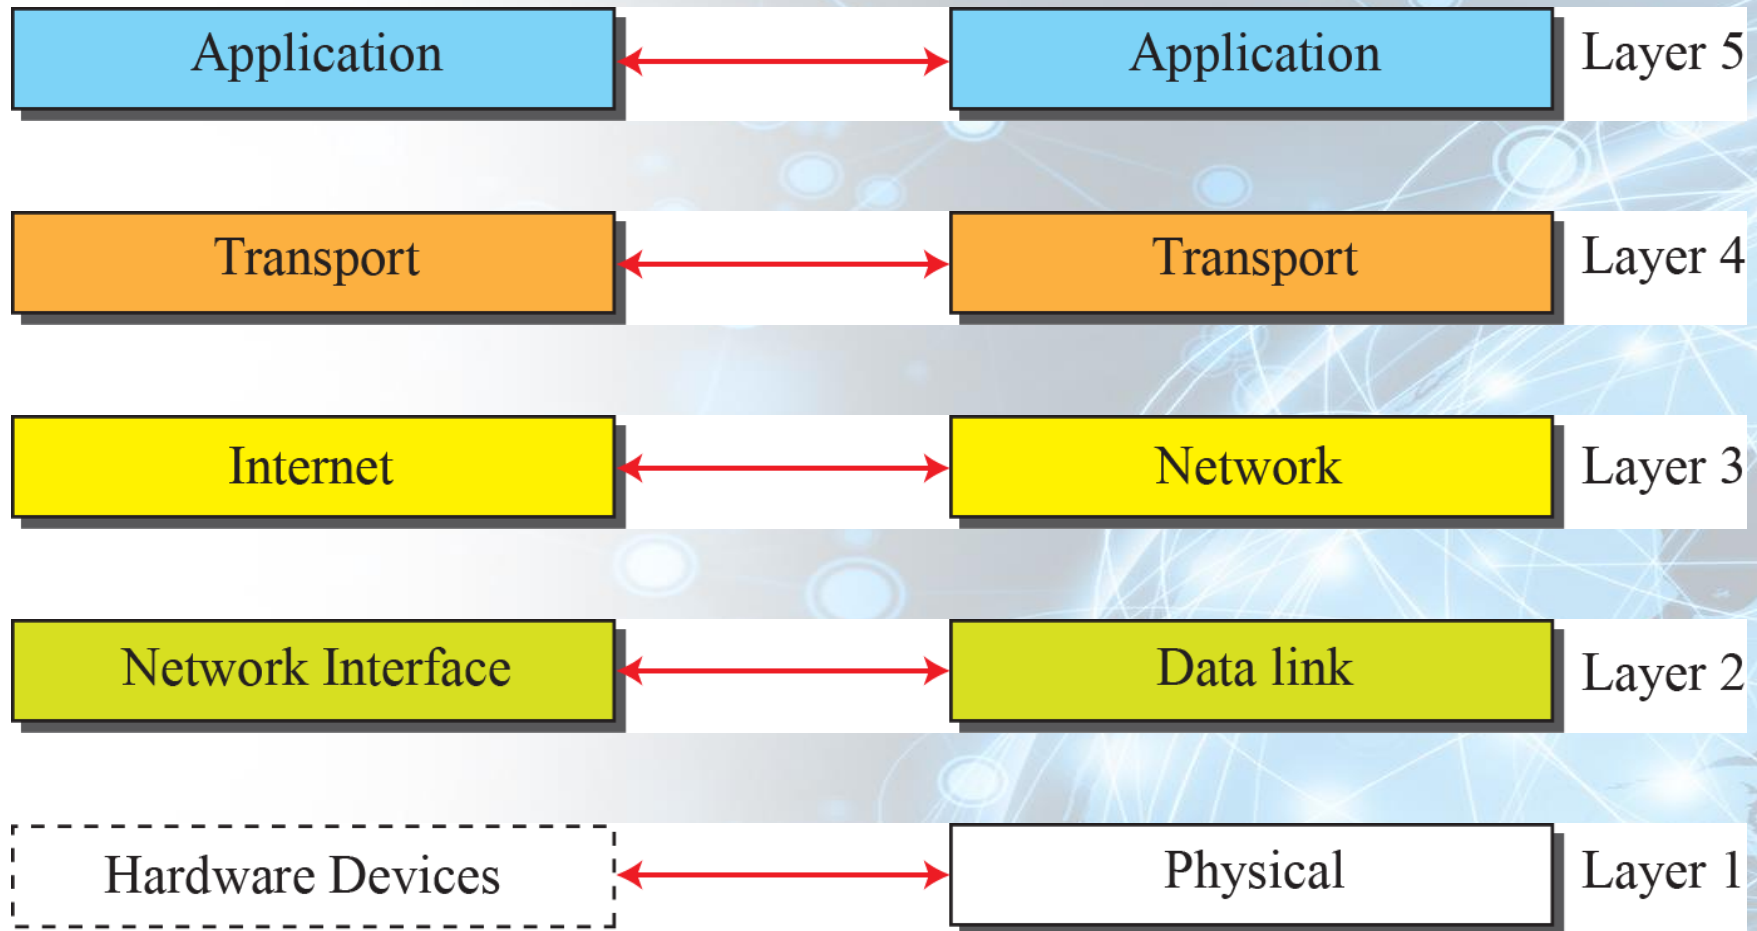 Application Application Layer 5
Transport Transport Layer 4
Internet Network Layer 3
Network Interface Data link Layer 2
Hardware Devices Physical Layer 1